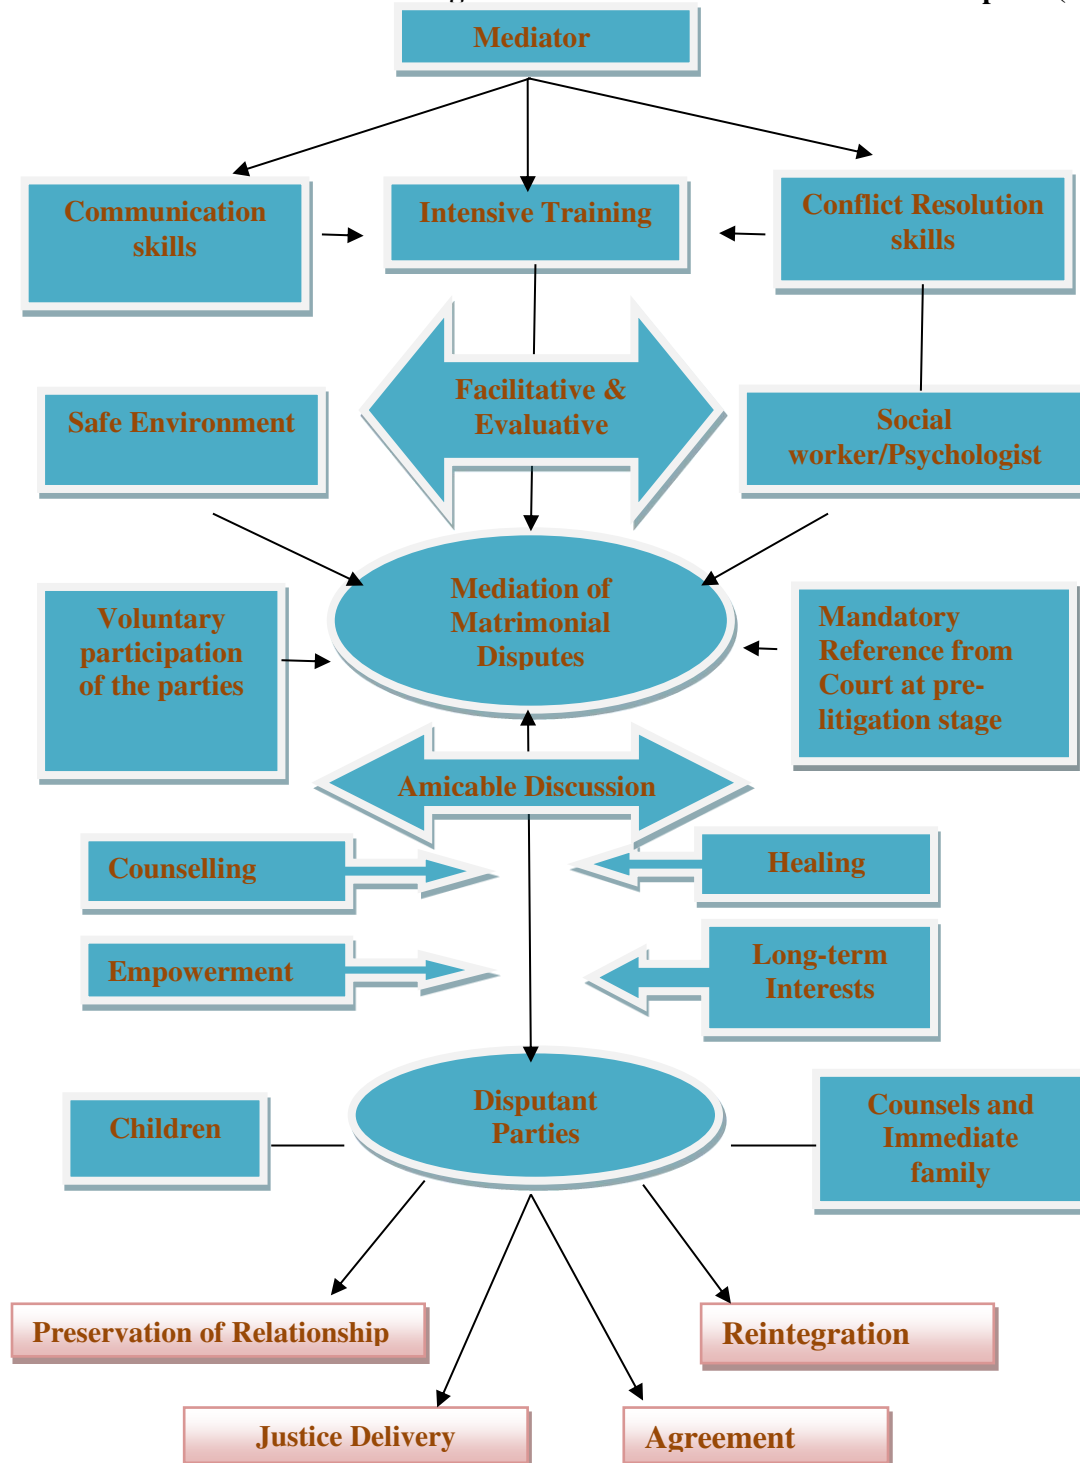 Mediator
Communication
skills
Intensive Training
Conflict Resolution
skills
Safe Environment
Facilitative &
Evaluative
Social
worker/Psychologist
Voluntary
participation
of the parties
Mediation of
Matrimonial
Disputes
Mandatory
Reference from
Court at pre-
litigation stage
Amicable Discussion
Counselling
Healing
Empowerment
Long-term
Interests
Children
Disputant
Parties
Counsels and
Immediate
family
Preservation of Relationship
Reintegration
Justice Delivery
Agreement